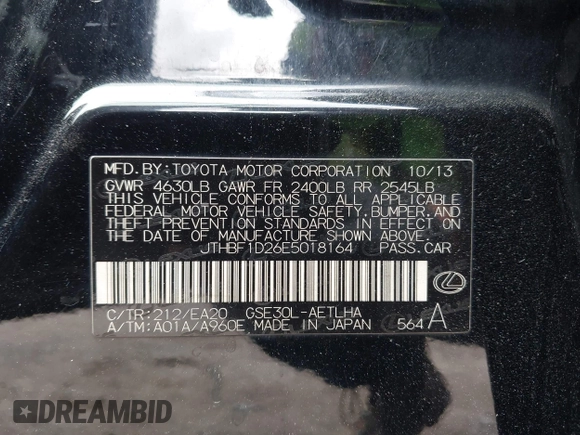 MFD.BY:TOYOTA MOTOR CORPORATION 10/13
GVWR 4630LB GAWR FR 2400LB RR 2545LB
THIS VEHICLE CONFORMS TO ALL APPLICABLE
FEDERAL MOTOR VEHICLE SAFETY, BUMPER, AND
THEFT PREVENTION STANDARDS IN EFFECT ON
THE DATE OF MANUFACTURE SHOWN ABOVE.
JTHBF1D26E5018164 PASS.CAR
C/TR:212/EA20 GSE30L-AETLHA
A/TM:A01A/A960E MADE IN JAPAN 564 A
DREAMBID